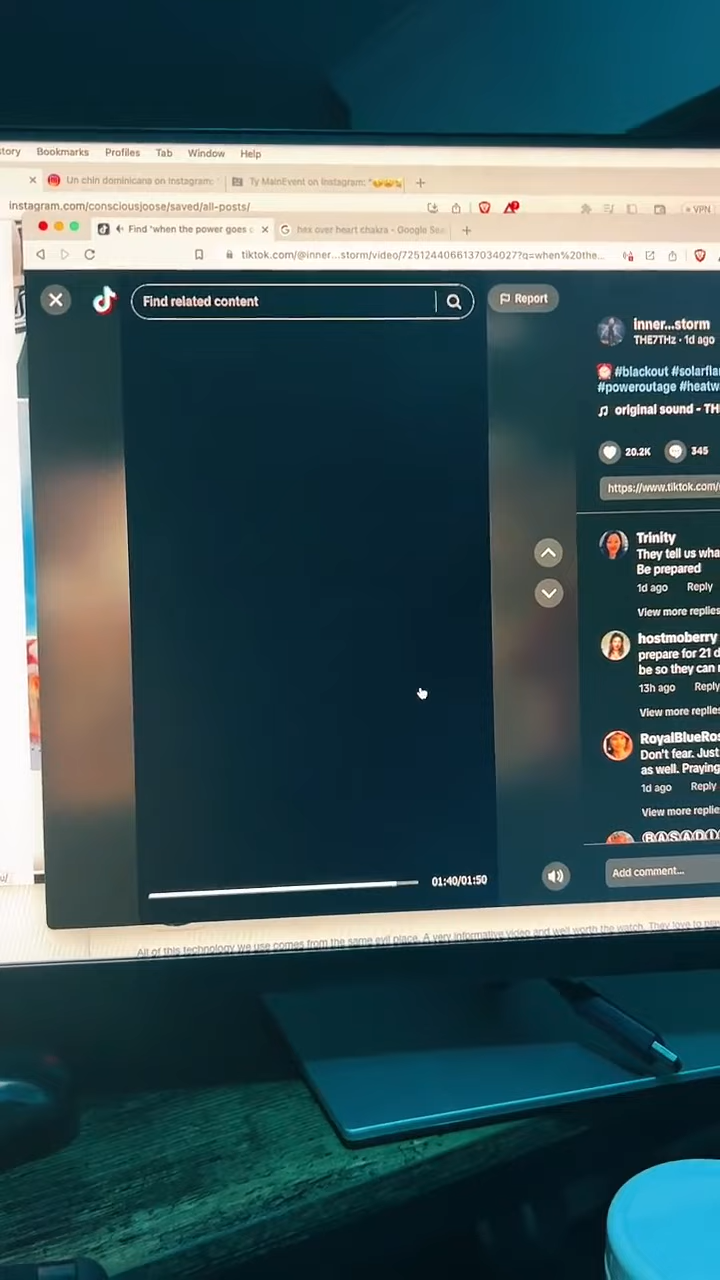 story Bookmarks Profiles Tab Window Help
Un chin dominicana on Instagram: "
Ty MainEvent on Instagram: "😂😂😂
instagram.com/consciousjoose/saved/all-posts/
VPN
Find 'when the power goes o
hex over heart chakra - Google Sea
tiktok.com/@inner...storm/video/7251244066137034027?q=when%20the...
Find related content
Report
inner...storm
THE7THz · 1d ago
⏰ #blackout #solarfla
#poweroutage #heatw
♫ original sound - TH
20.2K
345
https://www.tiktok.com/
Trinity
They tell us wha
Be prepared
1d ago Reply
View more replies
hostmoberry
prepare for 21 d
be so they can
13h ago Reply
View more replies
RoyalBlueRos
Don't fear. Just
as well. Praying
1d ago Reply
View more replie
01:40/01:50
Add comment...
All of this technology we use comes from the same evil place. A very informative video and well worth the watch. They love to